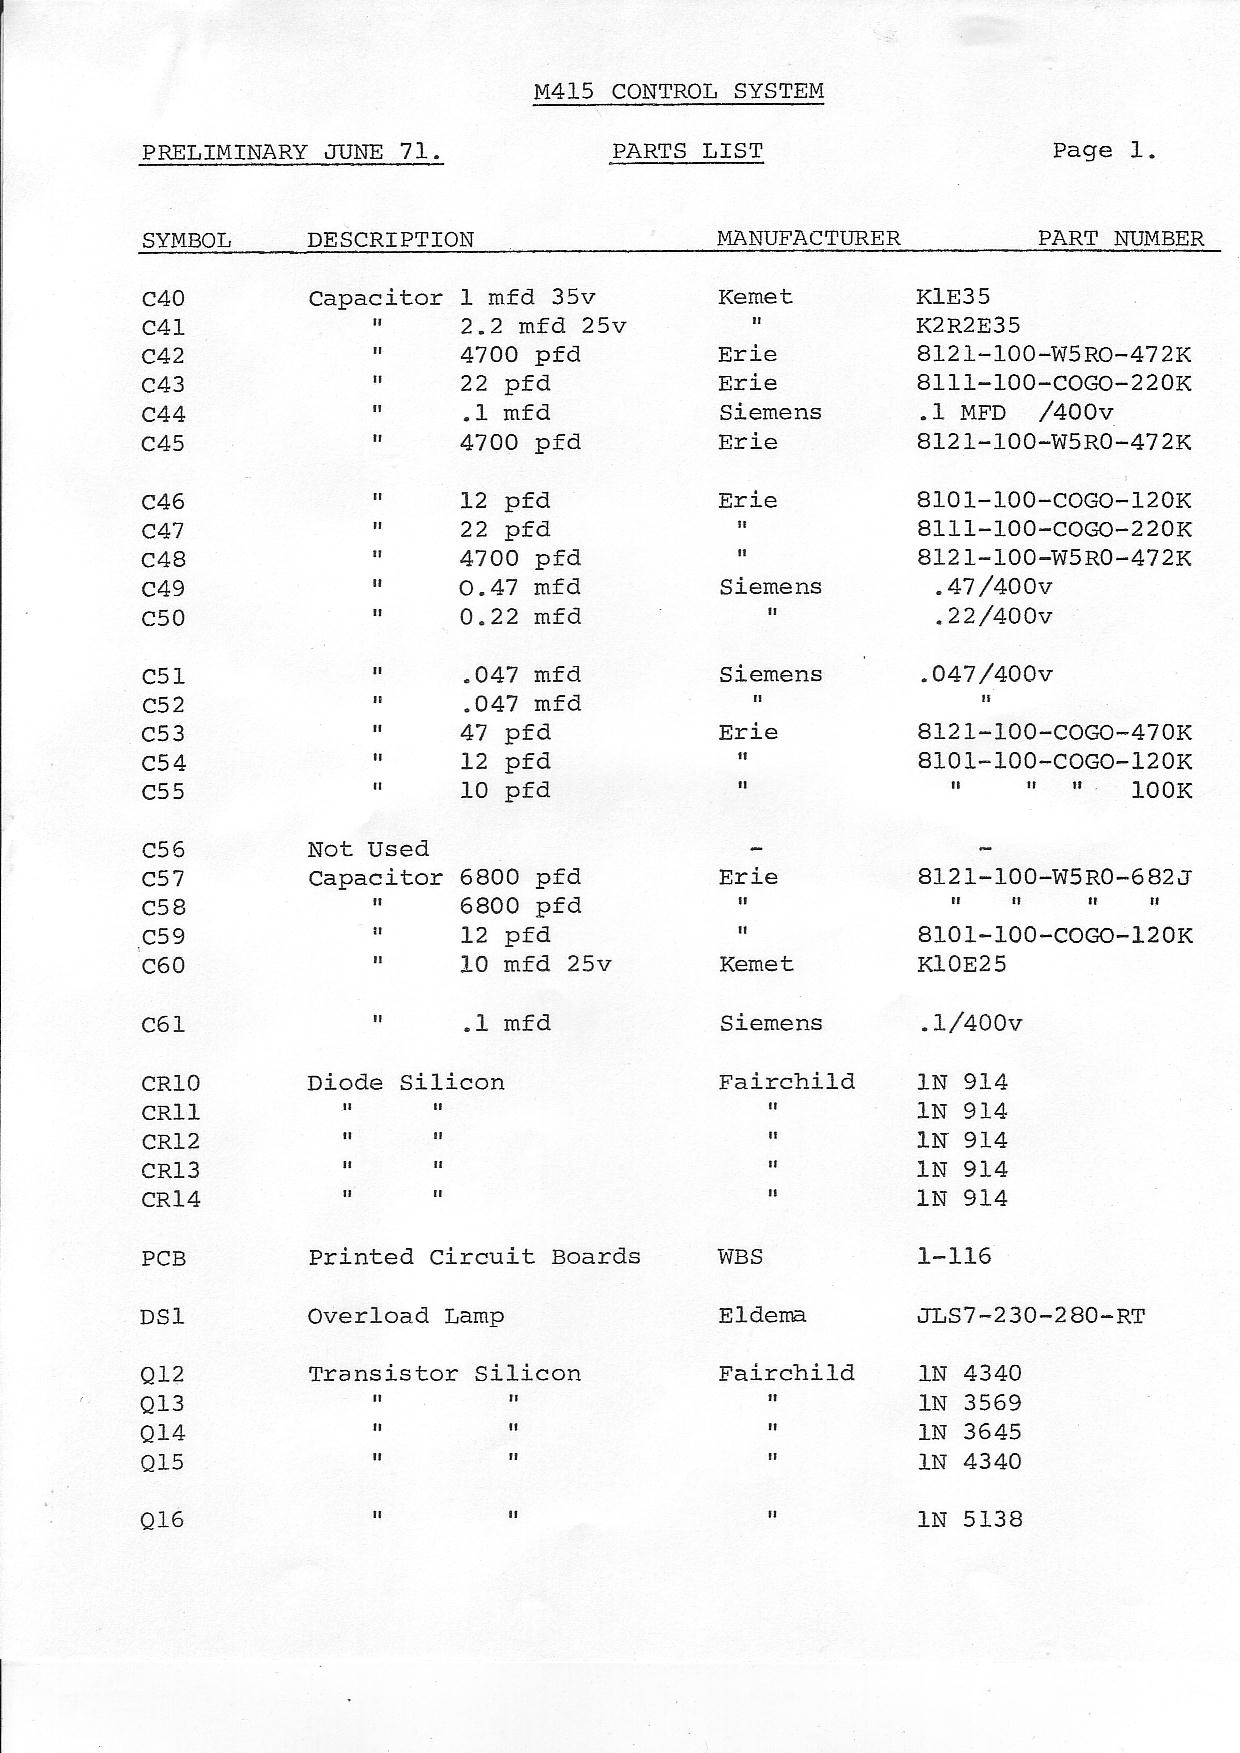 M415 CONTROL SYSTEM
PRELIMINARY JUNE 71. PARTS LIST Page 1.
SYMBOL DESCRIPTION MANUFACTURER PART NUMBER
C40 Capacitor 1 mfd 35v Kemet K1E35
C41 " 2.2 mfd 25v " K2R2E35
C42 " 4700 pfd Erie 8121-100-W5RO-472K
C43 " 22 pfd Erie 8111-100-COGO-220K
C44 " .1 mfd Siemens .1 MFD /400v
C45 " 4700 pfd Erie 8121-100-W5RO-472K
C46 " 12 pfd Erie 8101-100-COGO-120K
C47 " 22 pfd " 8111-100-COGO-220K
C48 " 4700 pfd " 8121-100-W5RO-472K
C49 " 0.47 mfd Siemens .47/400v
C50 " 0.22 mfd " .22/400v
C51 " .047 mfd Siemens .047/400v
C52 " .047 mfd " "
C53 " 47 pfd Erie 8121-100-COGO-470K
C54 " 12 pfd " 8101-100-COGO-120K
C55 " 10 pfd " " " " 100K
C56 Not Used - -
C57 Capacitor 6800 pfd Erie 8121-100-W5RO-682J
C58 " 6800 pfd " " " " "
C59 " 12 pfd " 8101-100-COGO-120K
C60 " 10 mfd 25v Kemet K10E25
C61 " .1 mfd Siemens .1/400v
CR10 Diode Silicon Fairchild 1N 914
CR11 " " " 1N 914
CR12 " " " 1N 914
CR13 " " " 1N 914
CR14 " " " 1N 914
PCB Printed Circuit Boards WBS 1-116
DS1 Overload Lamp Eldema JLS7-230-280-RT
Q12 Transistor Silicon Fairchild 1N 4340
Q13 " " " 1N 3569
Q14 " " " 1N 3645
Q15 " " " 1N 4340
Q16 " " " 1N 5138